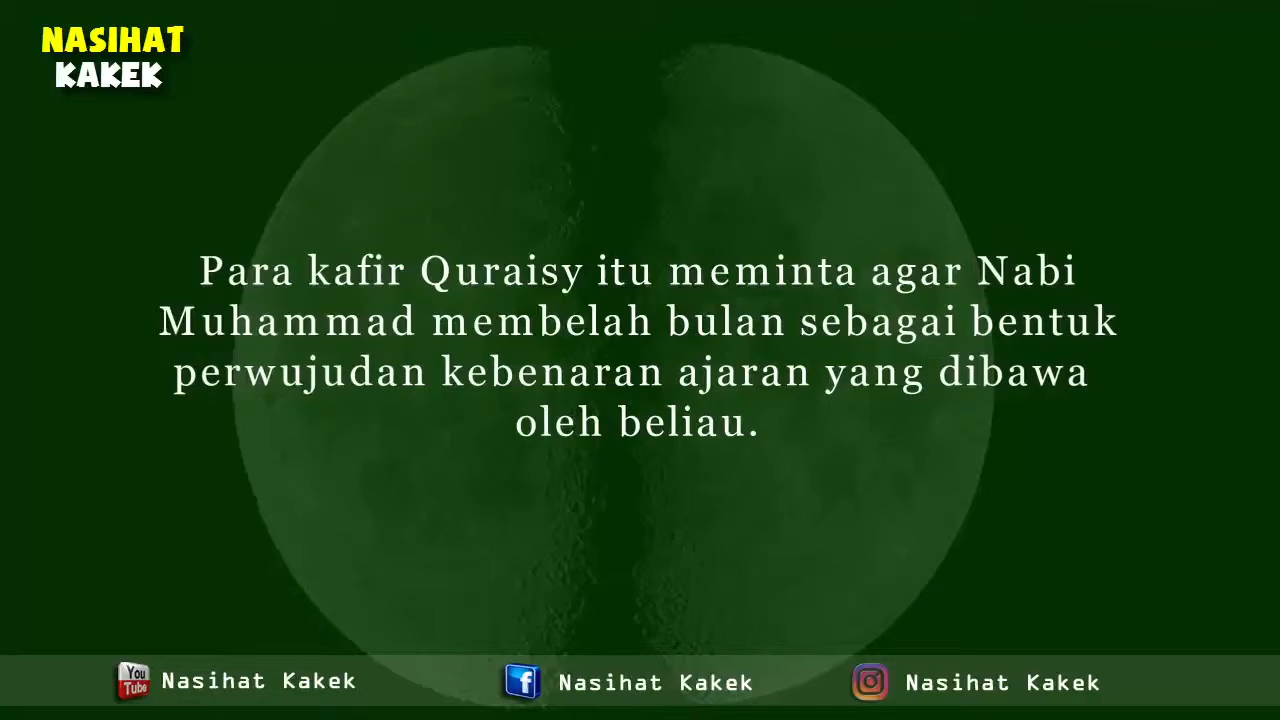 NASIHAT
KAKEK
Para kafir Quraisy itu meminta agar Nabi
Muhammad membelah bulan sebagai bentuk
perwujudan kebenaran ajaran yang dibawa
oleh beliau.
You
Tube
Nasihat Kakek
f
Nasihat Kakek
Nasihat Kakek